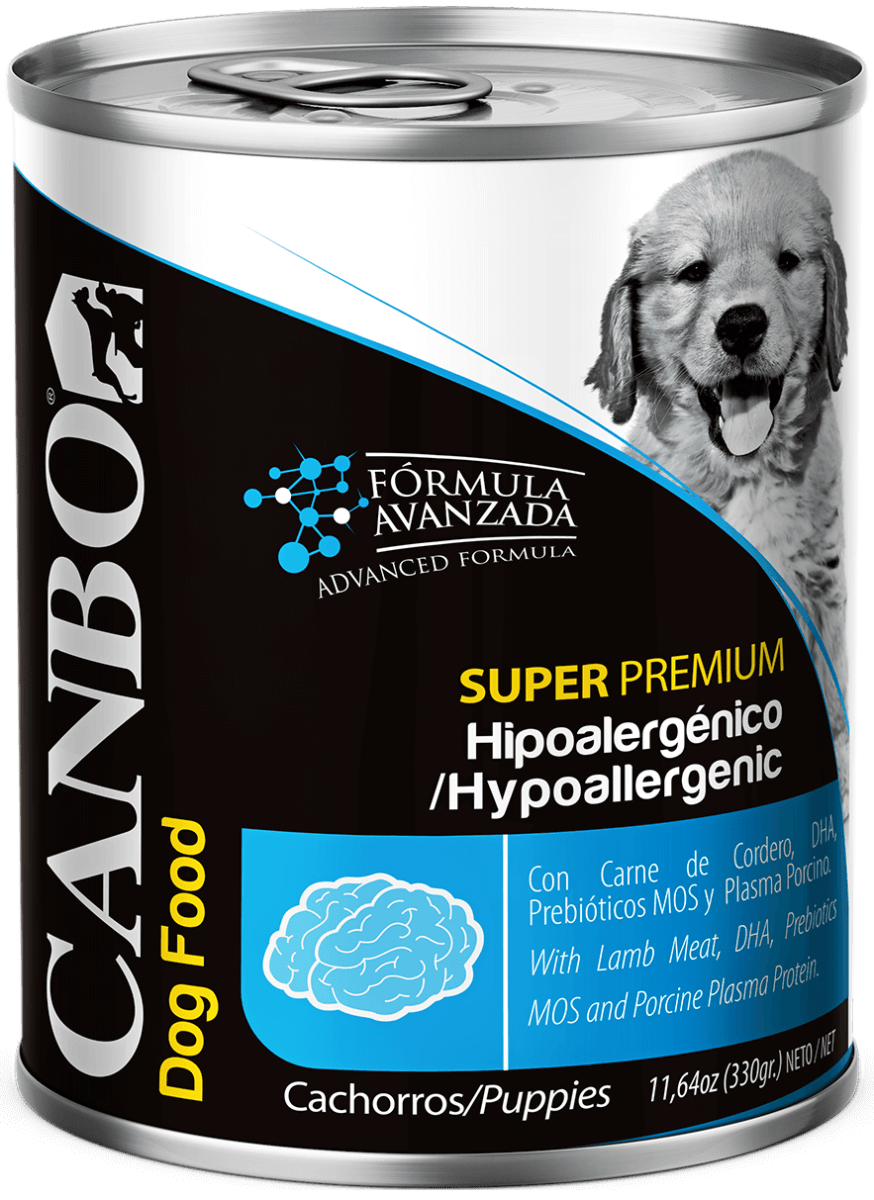 CANBO®
Dog Food
FÓRMULA
AVANZADA
ADVANCED FORMULA
SUPER PREMIUM
Hipoalergénico
/Hypoallergenic
Con Carne de Cordero, DHA,
Prebióticos MOS y Plasma Porcino.
With Lamb Meat, DHA, Prebiotics
MOS and Porcine Plasma Protein.
Cachorros/Puppies
11,64oz (330gr.) NETO/NET